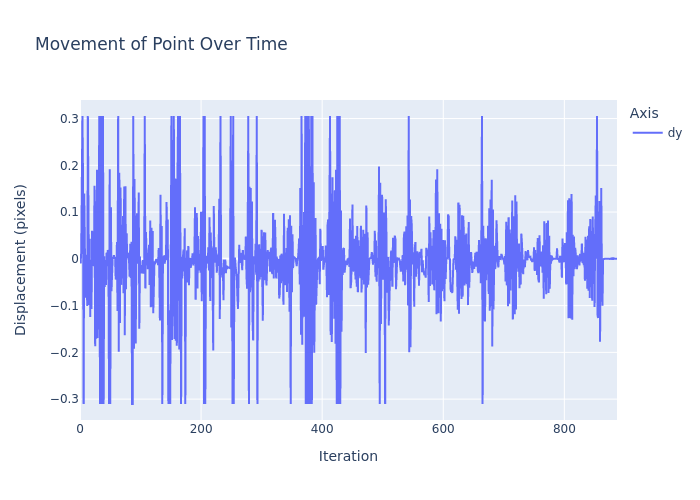 Movement of Point Over Time
Axis
dy
Displacement (pixels)
0.3
0.2
0.1
0
−0.1
−0.2
−0.3
0
200
400
600
800
Iteration